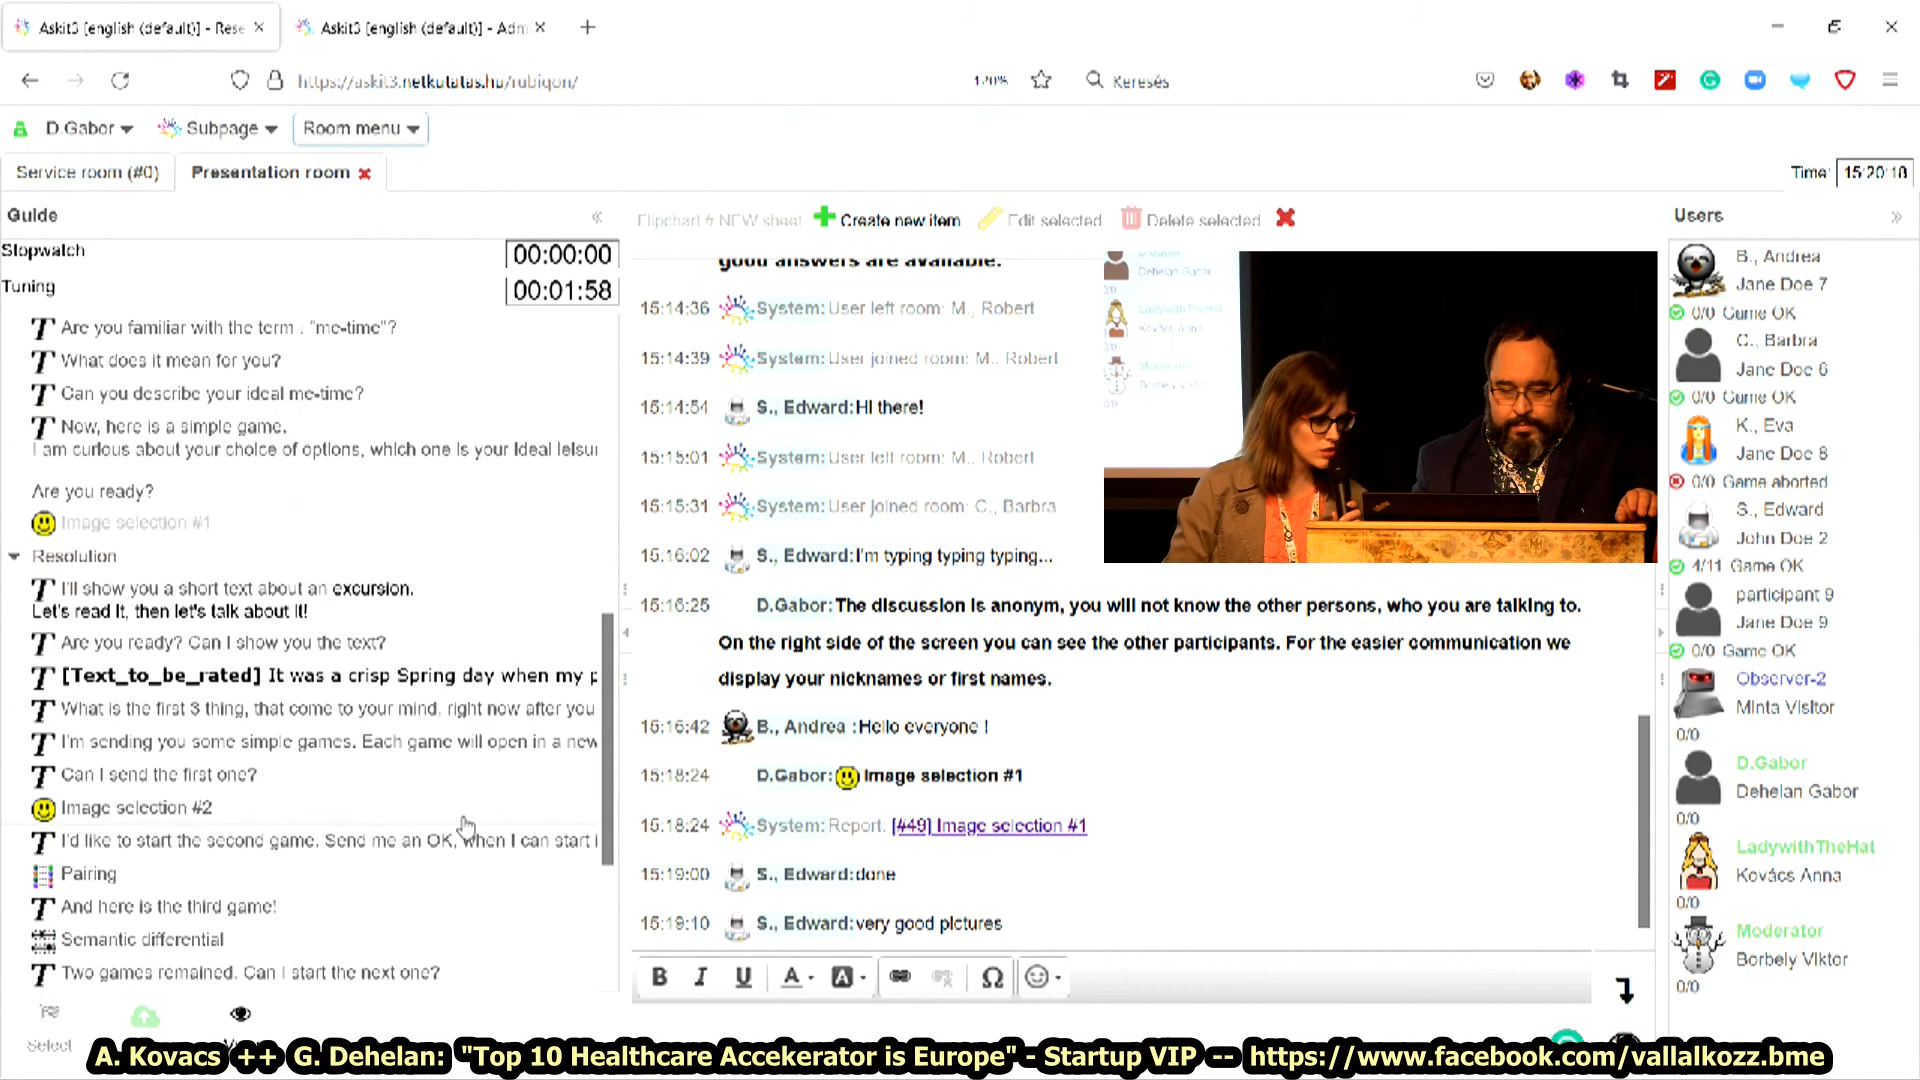 Askit3 [english (default)] - Rese
Askit3 [english (default)] - Adm
https://askit3.netkutatas.hu/rubiqon/
120%
Keresés
D.Gabor
Subpage
Room menu
Service room (#0)
Presentation room
Time:
15:20:18
Guide
Flipchart # NEW sheet
Create new item
Edit selected
Delete selected
Users
Stopwatch
00:00:00
Tuning
00:01:58
Are you familiar with the term : "me-time"?
What does it mean for you?
Can you describe your ideal me-time?
Now, here is a simple game.
I am curious about your choice of options, which one is your ideal leisur
Are you ready?
Image selection #1
Resolution
I'll show you a short text about an excursion.
Let's read it, then let's talk about it!
Are you ready? Can I show you the text?
[Text_to_be_rated] It was a crisp Spring day when my p
What is the first 3 thing, that come to your mind, right now after you
I'm sending you some simple games. Each game will open in a new
Can I send the first one?
Image selection #2
I'd like to start the second game. Send me an OK, when I can start i
Pairing
And here is the third game!
Semantic differential
Two games remained. Can I start the next one?
Select
good answers are available.
15:14:36 System: User left room: M., Robert
15:14:39 System: User joined room: M., Robert
15:14:54 S., Edward: Hi there!
15:15:01 System: User left room: M., Robert
15:15:31 System: User joined room: C., Barbra
15:16:02 S., Edward: I'm typing typing typing...
15:16:25 D.Gabor: The discussion is anonym, you will not know the other persons, who you are talking to.
On the right side of the screen you can see the other participants. For the easier communication we
display your nicknames or first names.
15:16:42 B., Andrea : Hello everyone !
15:18:24 D.Gabor: Image selection #1
15:18:24 System: Report. [#49] Image selection #1
15:19:00 S., Edward: done
15:19:10 S., Edward: very good pictures
Dehelan Gabor
0/0
LadywithTheHat
Kovács Anna
0/0
Moderator
0/0
B., Andrea
Jane Doe 7
0/0 Game OK
C., Barbra
Jane Doe 6
0/0 Game OK
K., Eva
Jane Doe 8
0/0 Game aborted
S., Edward
John Doe 2
4/11 Game OK
participant 9
Jane Doe 9
0/0 Game OK
Observer-2
Minta Visitor
0/0
D.Gabor
Dehelan Gabor
0/0
LadywithTheHat
Kovács Anna
0/0
Moderator
Borbely Viktor
0/0
B I U A A Ω
A. Kovacs ++ G. Dehelan: "Top 10 Healthcare Accekerator is Europe" - Startup VIP -- https://www.facebook.com/vallalkozz.bme